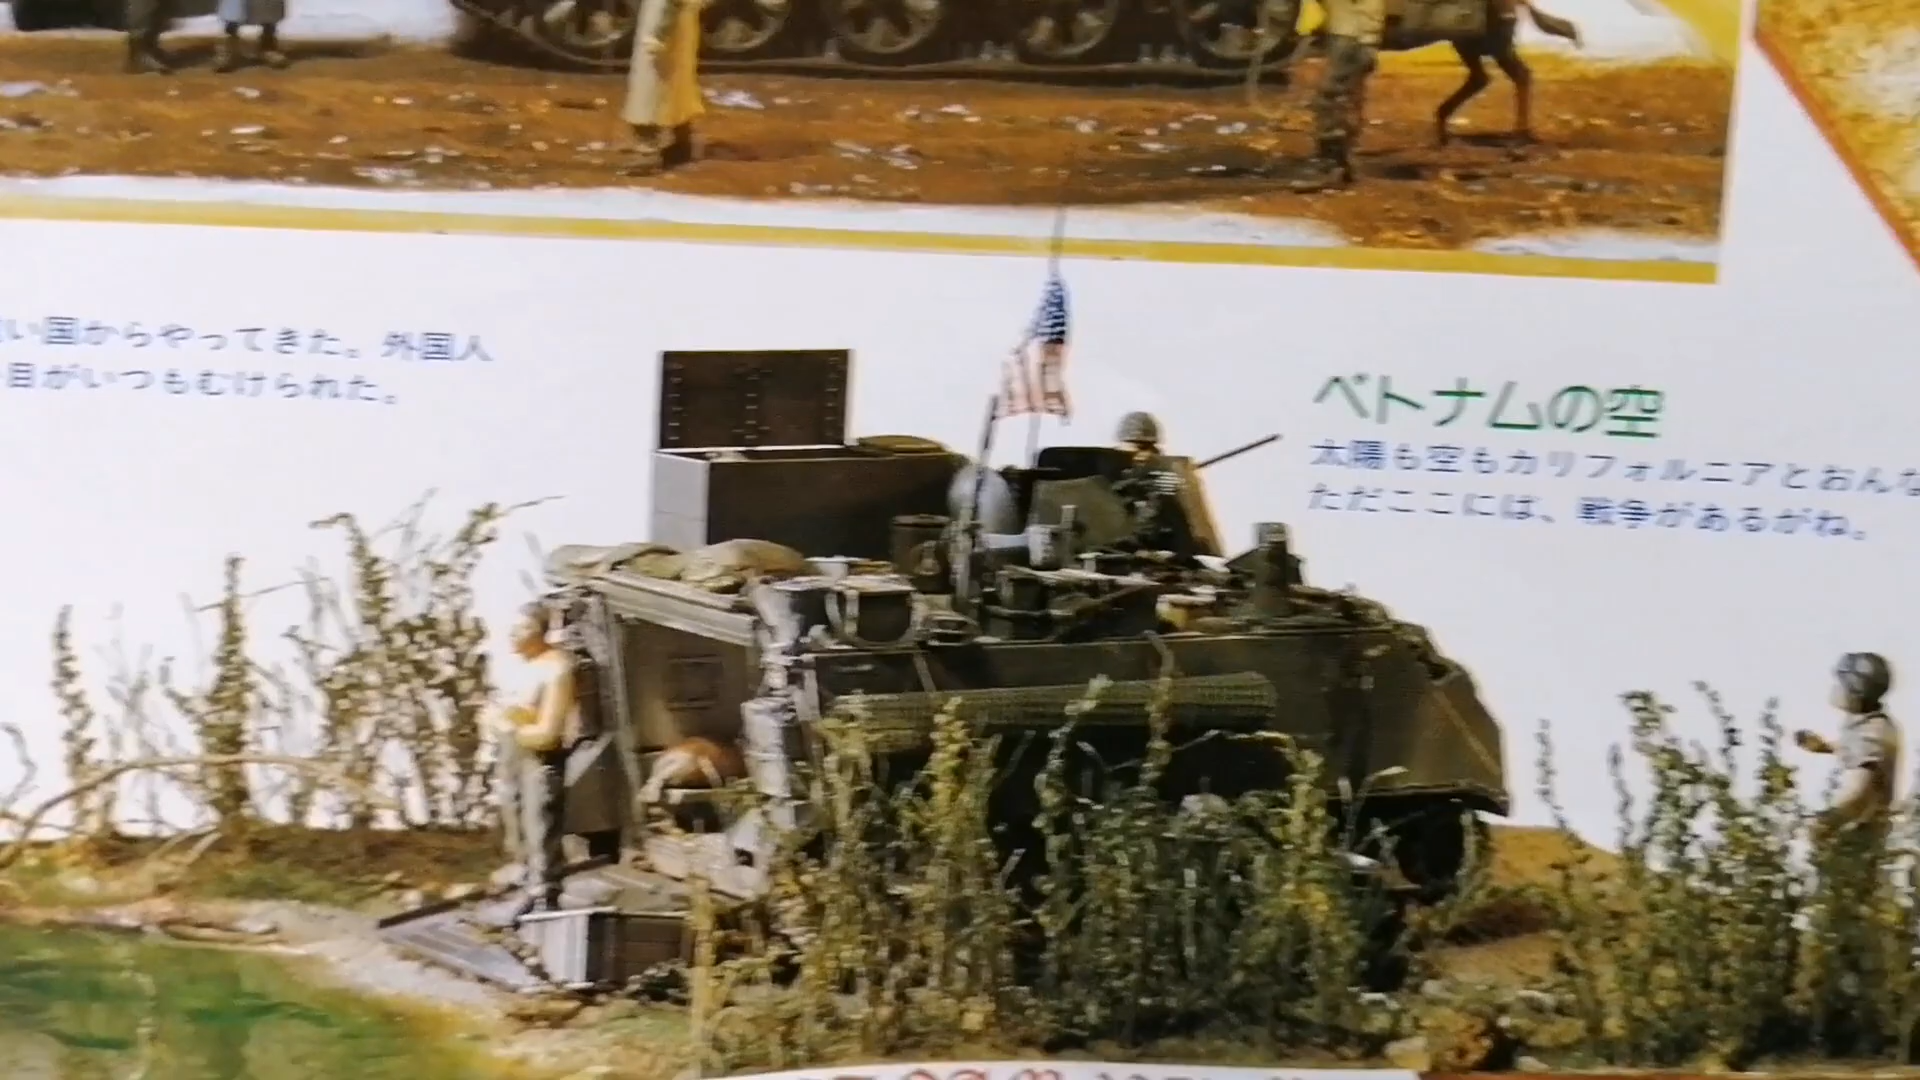 い国からやってきた。外国人
目がいつもむけられた。
ベトナムの空
太陽も空もカリフォルニアとおんな
ただここには、戦争があるがね。